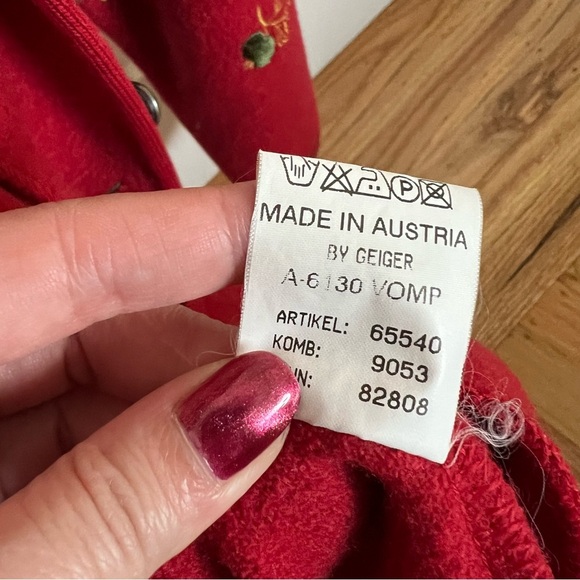 P
MADE IN AUSTRIA
BY GEIGER
A-6130 VOMP
ARTIKEL: 65540
KOMB: 9053
82808